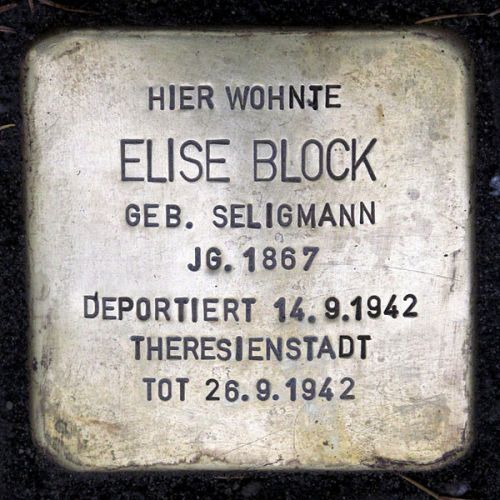 HIER WOHNTE
ELISE BLOCK
GEB. SELIGMANN
JG. 1867
DEPORTIERT 14.9.1942
THERESIENSTADT
TOT 26.9.1942